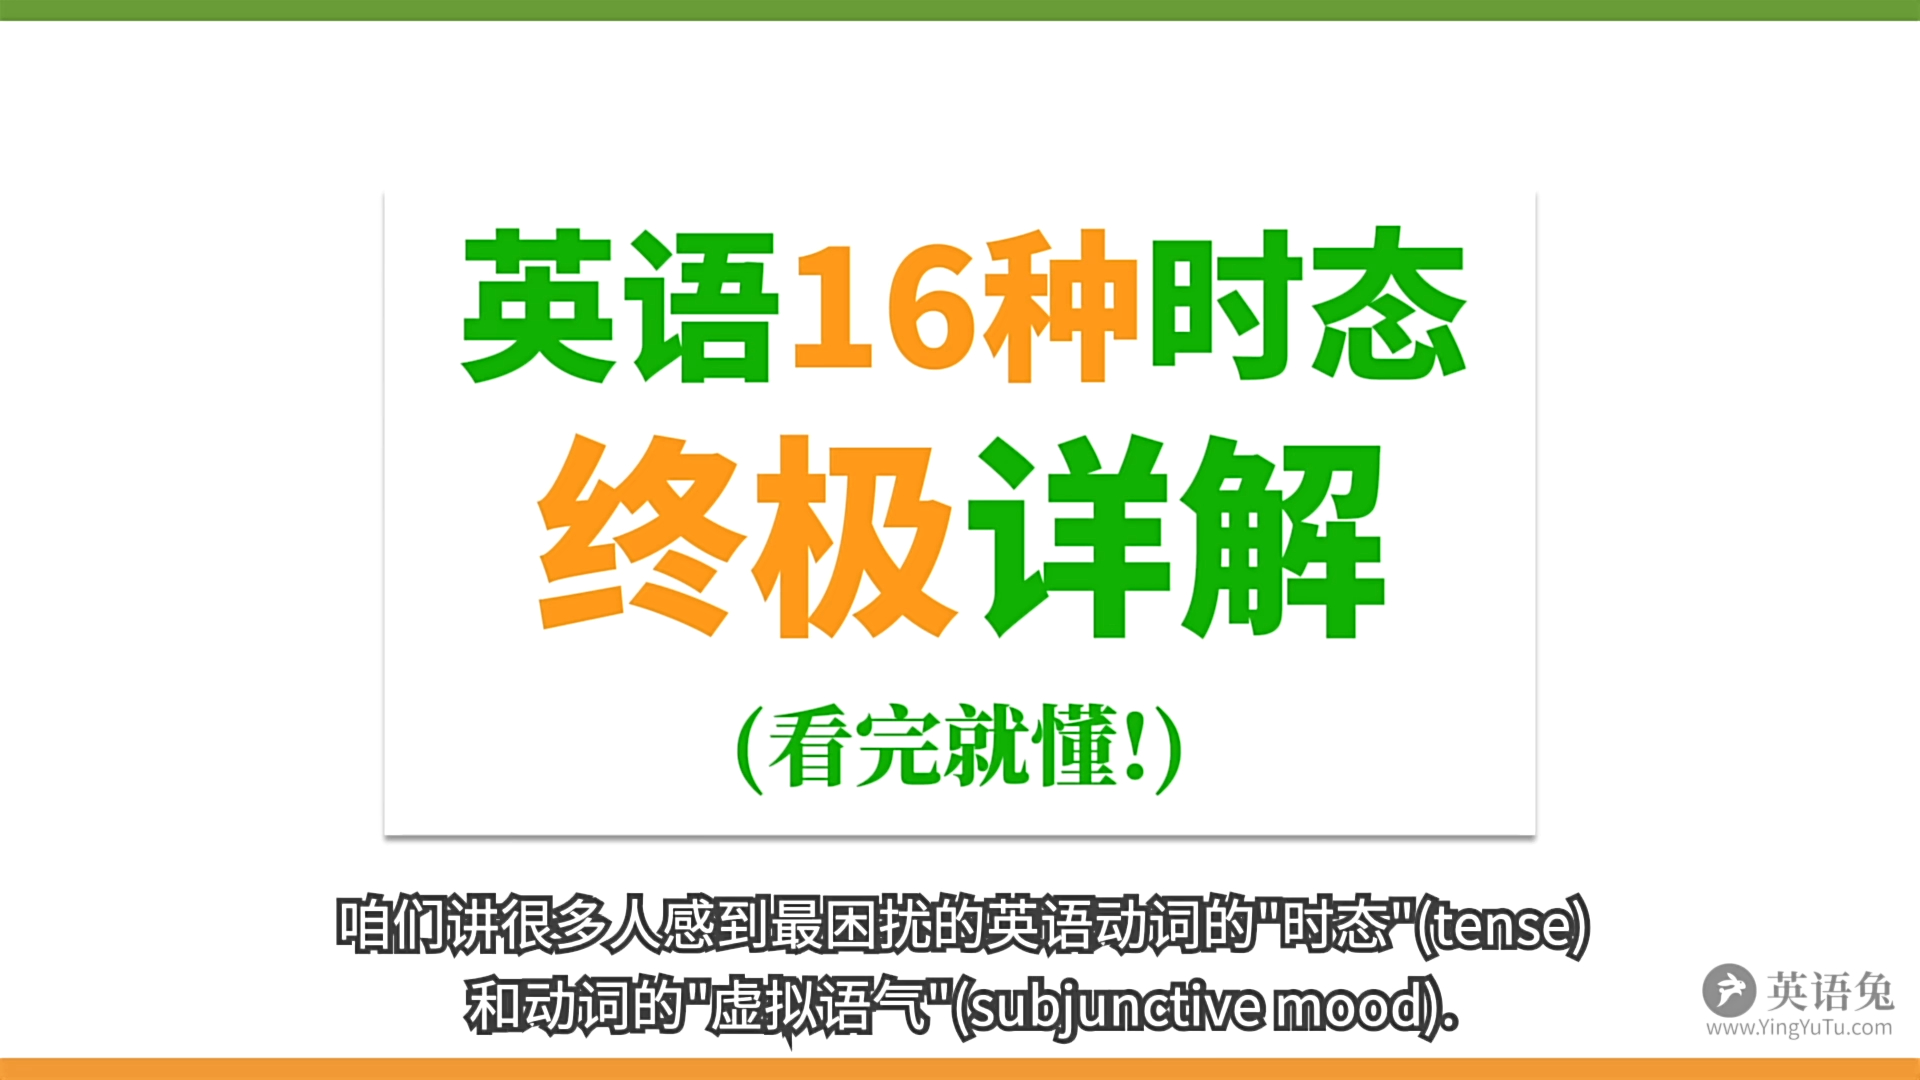 英语16种时态
终极详解
(看完就懂!)
咱们讲很多人感到最困扰的英语动词的"时态"(tense)
和动词的"虚拟语气"(subjunctive mood).
英语兔
www.YingYuTu.com